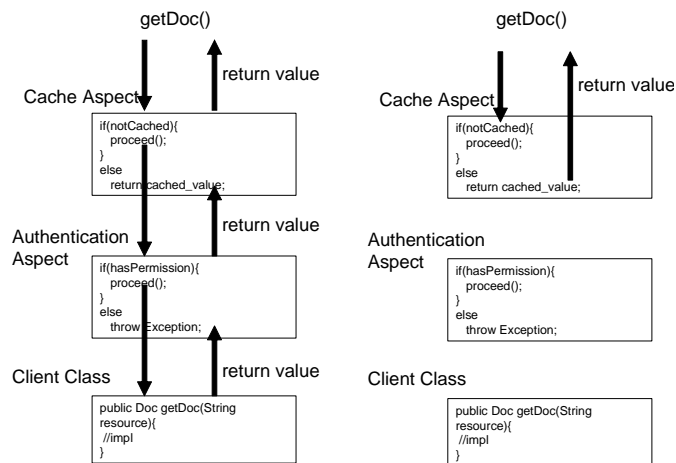 getDoc()
return value
Cache Aspect
if(notCached){
proceed();
}
else
return cached_value;
return value
Authentication
Aspect
if(hasPermission){
proceed();
}
else
throw Exception;
return value
Client Class
public Doc getDoc(String
resource){
//impl
}
getDoc()
return value
Cache Aspect
if(notCached){
proceed();
}
else
return cached_value;
Authentication
Aspect
if(hasPermission){
proceed();
}
else
throw Exception;
Client Class
public Doc getDoc(String
resource){
//impl
}